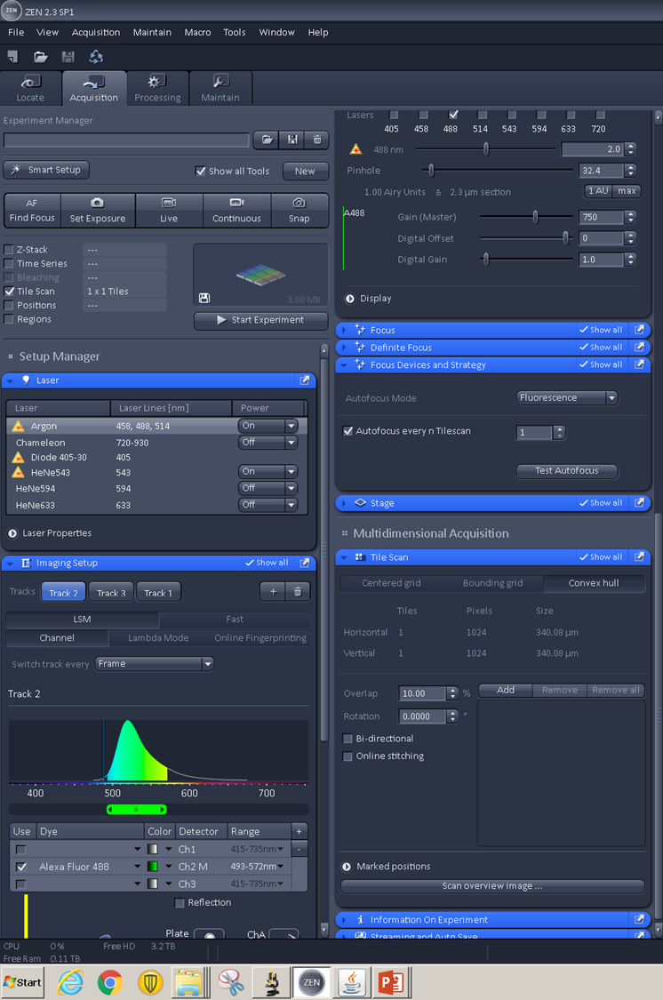 ZEN
ZEN 2.3 SP1
File View Acquisition Maintain Macro Tools Window Help
Locate Acquisition Processing Maintain
Experiment Manager
Smart Setup Show all Tools New
AF
Find Focus Set Exposure Live Continuous Snap
Z-Stack ---
Time Series ---
Bleaching ---
Tile Scan 1 x 1 Tiles
Positions ---
Regions
3.00 MB
Start Experiment
Setup Manager
Laser
Laser Laser Lines [nm] Power
Argon 458, 488, 514 On
Chameleon 720-930 Off
Diode 405-30 405
HeNe543 543 On
HeNe594 594 Off
HeNe633 633 Off
Laser Properties
Imaging Setup Show all
Tracks Track 2 Track 3 Track 1 +
LSM Fast
Channel Lambda Mode Online Fingerprinting
Switch track every Frame
Track 2
400 500 600 700
Use Dye Color Detector Range +
Ch1 415-735nm -
Alexa Fluor 488 Ch2 M 493-572nm
Ch3 415-735nm
Reflection
Plate ChA
Lasers
405 458 488 514 543 594 633 720
488 nm 2.0
Pinhole 32.4
1.00 Airy Units ≙ 2.3 µm section 1 AU max
A488
Gain (Master) 750
Digital Offset 0
Digital Gain 1.0
Display
Focus Show all
Definite Focus Show all
Focus Devices and Strategy Show all
Autofocus Mode Fluorescence
Autofocus every n Tilescan 1
Test Autofocus
Stage Show all
Multidimensional Acquisition
Tile Scan Show all
Centered grid Bounding grid Convex hull
Tiles Pixels Size
Horizontal 1 1024 340.08 µm
Vertical 1 1024 340.08 µm
Overlap 10.00 % Add Remove Remove all
Rotation 0.0000 °
Bi-directional
Online stitching
Marked positions
Scan overview image ...
Information On Experiment
Streaming and Auto Save
CPU 0 % Free HD 3.2 TB
Free Ram 0.11 TB
Start ZEN